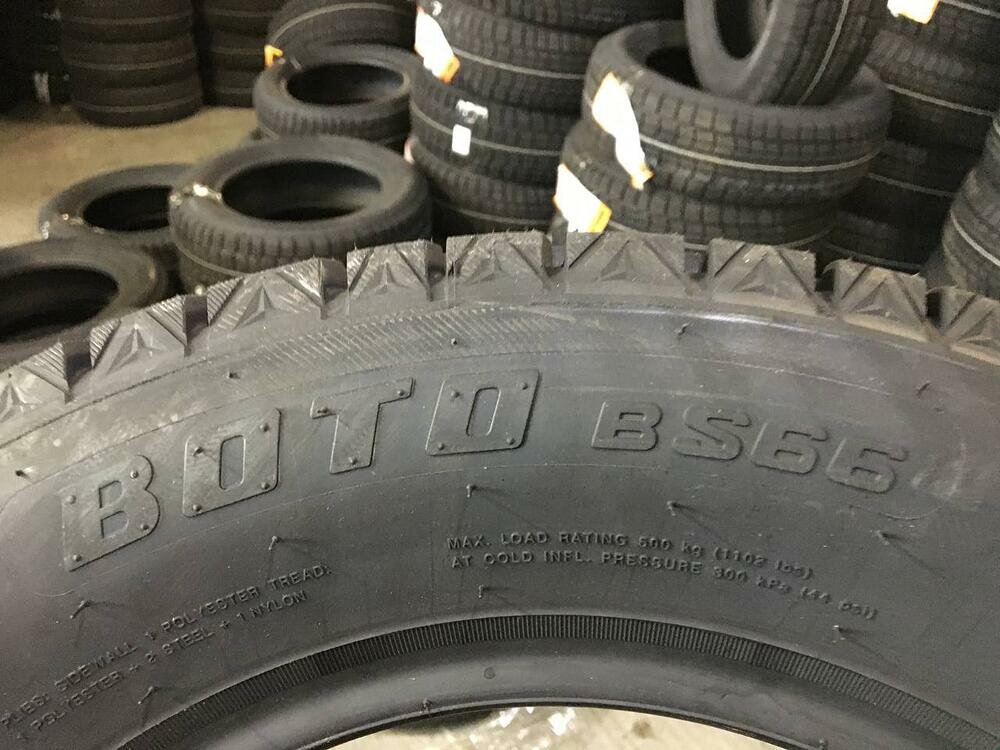 BOTO BS66
MAX. LOAD RATING 500 kg (1102 lbs)
AT COLD INFL. PRESSURE 300 kPa (44 psi)
PLIES: SIDEWALL 1 POLYESTER TREAD:
1 POLYESTER + 2 STEEL + 1 NYLON